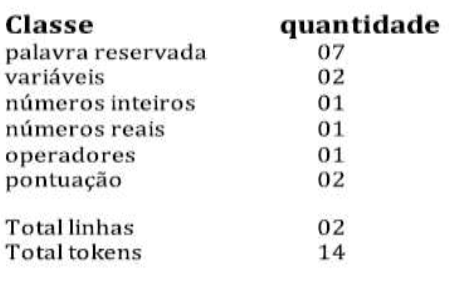 Classe quantidade
palavra reservada 07
variáveis 02
números inteiros 01
números reais 01
operadores 01
pontuação 02
Total linhas 02
Total tokens 14